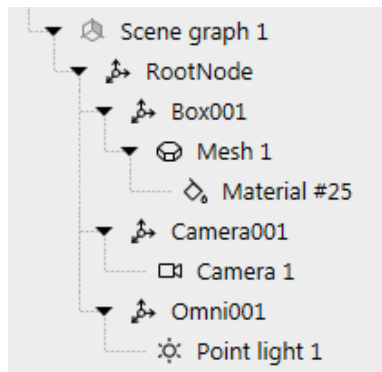 Scene graph 1
RootNode
Box001
Mesh 1
Material #25
Camera001
Camera 1
Omni001
Point light 1